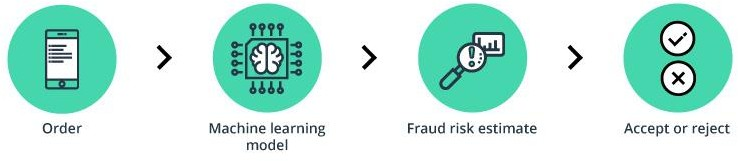 Order
Machine learning
model
Fraud risk estimate
Accept or reject